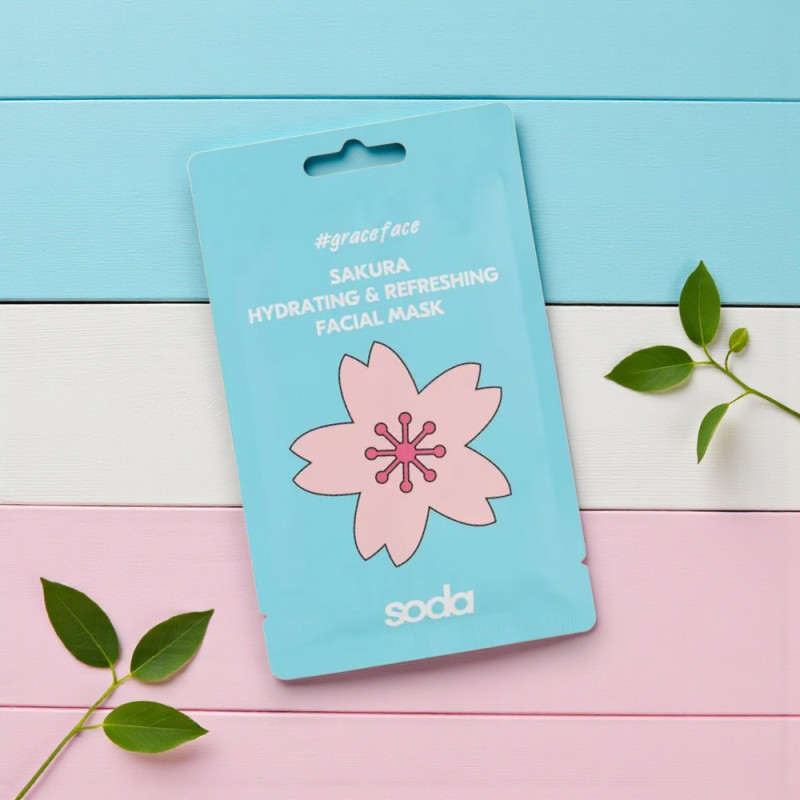 #graceface
SAKURA
HYDRATING & REFRESHING
FACIAL MASK
soda